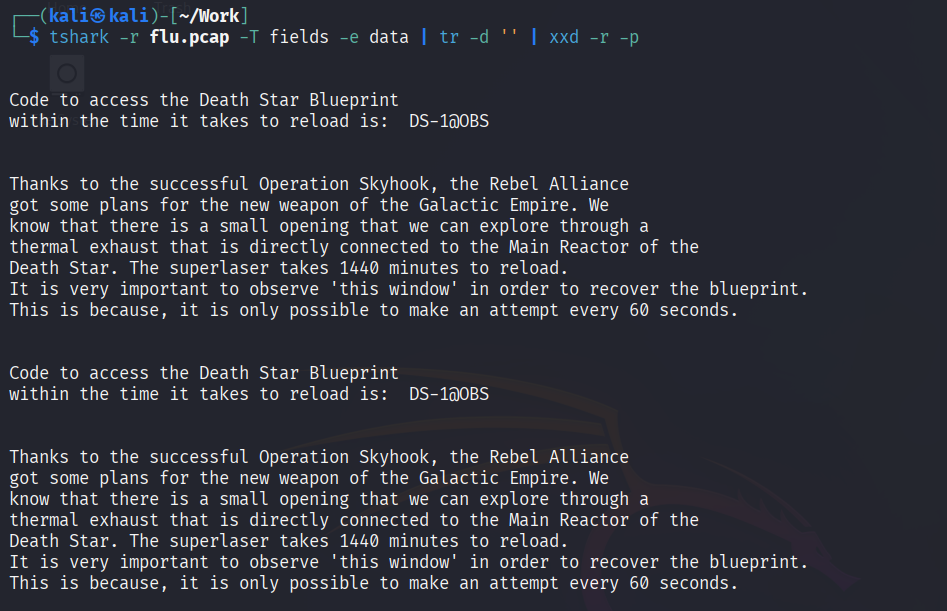 ┌──(kali㉿kali)-[~/Work]
└─$ tshark -r flu.pcap -T fields -e data | tr -d '' | xxd -r -p
Code to access the Death Star Blueprint
within the time it takes to reload is:  DS-1@OBS
Thanks to the successful Operation Skyhook, the Rebel Alliance
got some plans for the new weapon of the Galactic Empire. We
know that there is a small opening that we can explore through a
thermal exhaust that is directly connected to the Main Reactor of the
Death Star. The superlaser takes 1440 minutes to reload.
It is very important to observe 'this window' in order to recover the blueprint.
This is because, it is only possible to make an attempt every 60 seconds.
Code to access the Death Star Blueprint
within the time it takes to reload is:  DS-1@OBS
Thanks to the successful Operation Skyhook, the Rebel Alliance
got some plans for the new weapon of the Galactic Empire. We
know that there is a small opening that we can explore through a
thermal exhaust that is directly connected to the Main Reactor of the
Death Star. The superlaser takes 1440 minutes to reload.
It is very important to observe 'this window' in order to recover the blueprint.
This is because, it is only possible to make an attempt every 60 seconds.